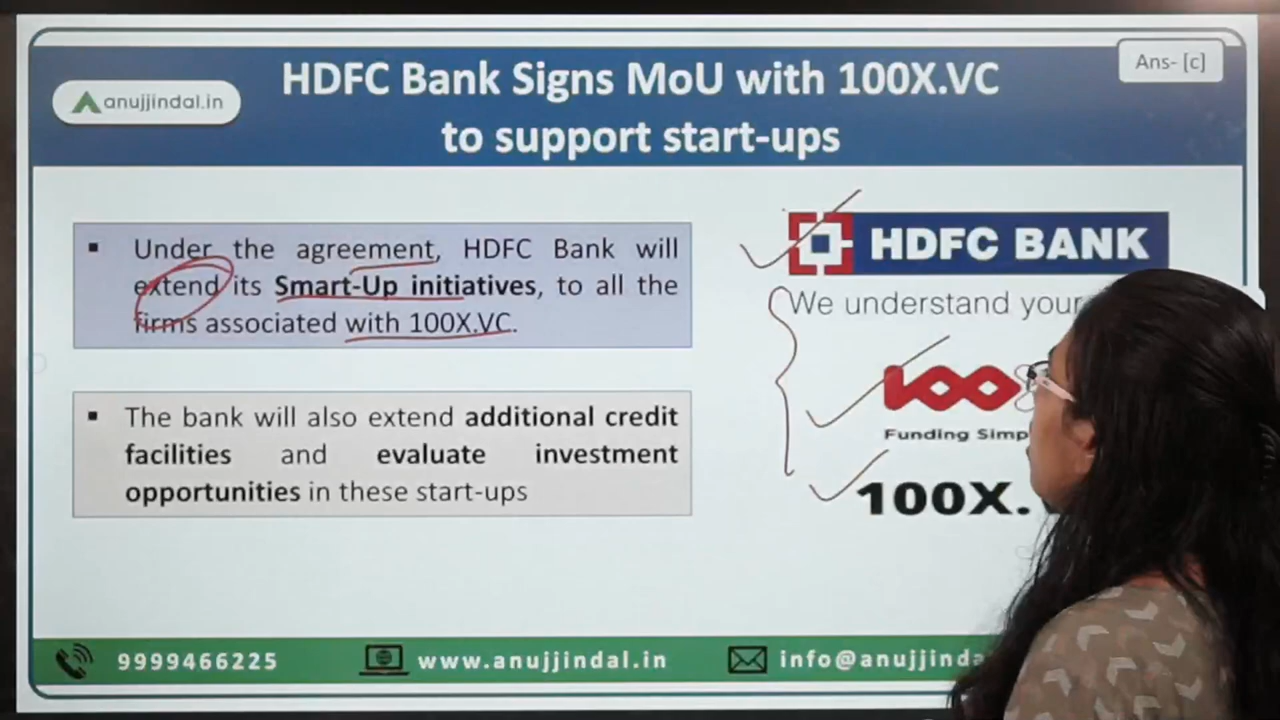 HDFC Bank Signs MoU with 100X.VC
to support start-ups
Ans- [c]
anujjindal.in
▪ Under the agreement, HDFC Bank will
extend its Smart-Up initiatives, to all the
firms associated with 100X.VC.
▪ The bank will also extend additional credit
facilities and evaluate investment
opportunities in these start-ups
HDFC BANK
We understand your
100
Funding
100X.
9999466225
www.anujjindal.in